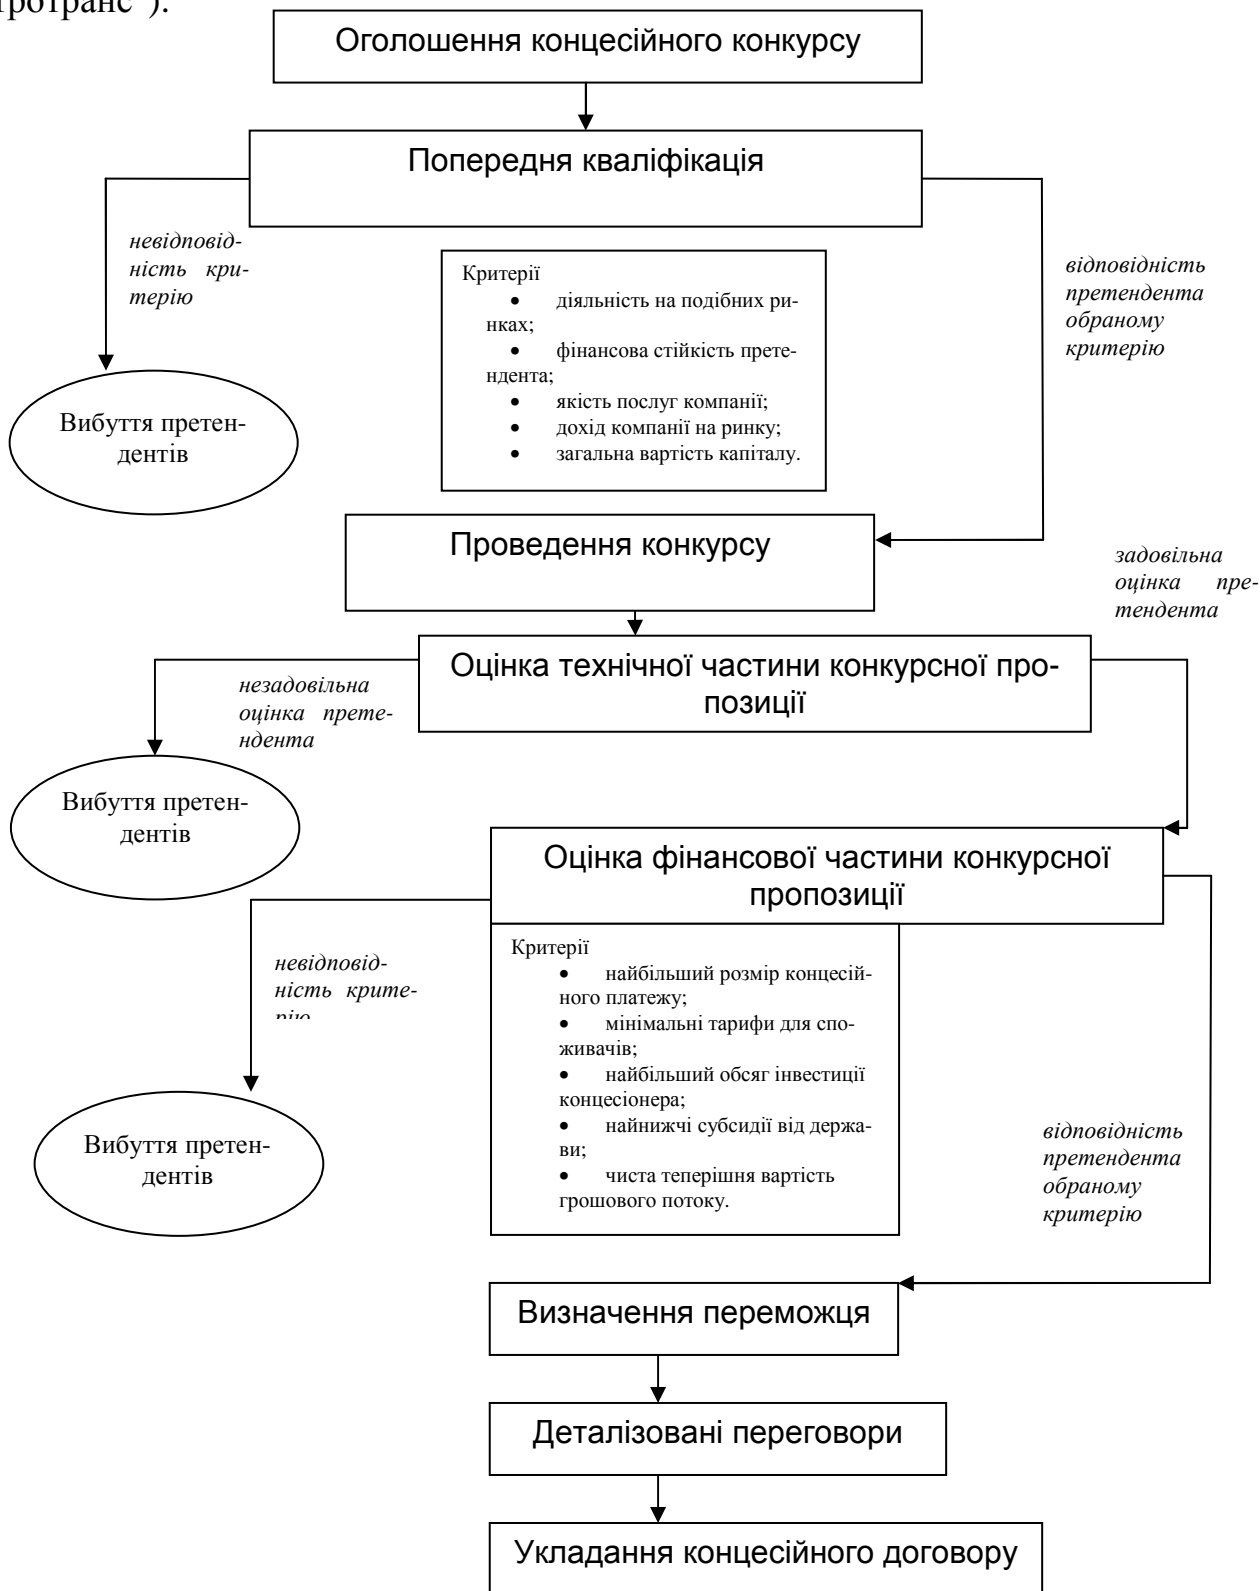 тротранс").
Оголошення концесійного конкурсу
Попередня кваліфікація
невідповід-
ність кри-
терію
Критерії
• діяльність на подібних ри-
нках;
• фінансова стійкість прете-
ндента;
• якість послуг компанії;
• дохід компанії на ринку;
• загальна вартість капіталу.
відповідність
претендента
обраному
критерію
Вибуття претен-
дентів
Проведення конкурсу
задовільна
оцінка пре-
тендента
Оцінка технічної частини конкурсної про-
позиції
незадовільна
оцінка прете-
ндента
Вибуття претен-
дентів
Оцінка фінансової частини конкурсної
пропозиції
невідповід-
ність крите-
рію
Критерії
• найбільший розмір концесій-
ного платежу;
• мінімальні тарифи для спо-
живачів;
• найбільший обсяг інвестиції
концесіонера;
• найнижчі субсидії від держа-
ви;
• чиста теперішня вартість
грошового потоку.
Вибуття претен-
дентів
відповідність
претендента
обраному
критерію
Визначення переможця
Деталізовані переговори
Укладання концесійного договору